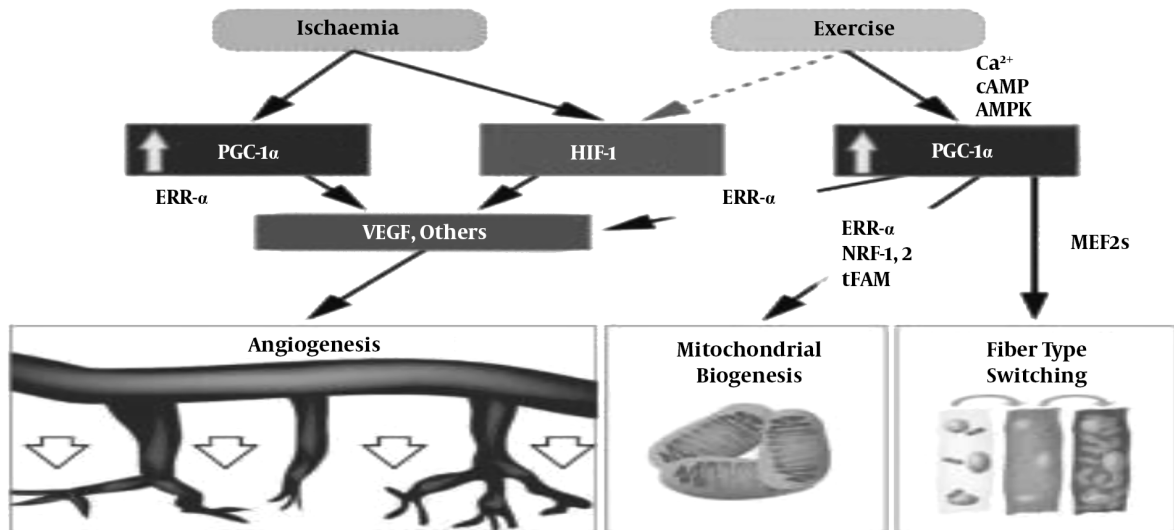 Ischaemia
Exercise
Ca²⁺
cAMP
AMPK
PGC-1α
HIF-1
PGC-1α
ERR-α
ERR-α
VEGF, Others
ERR-α
NRF-1, 2
tFAM
MEF2s
Angiogenesis
Mitochondrial
Biogenesis
Fiber Type
Switching